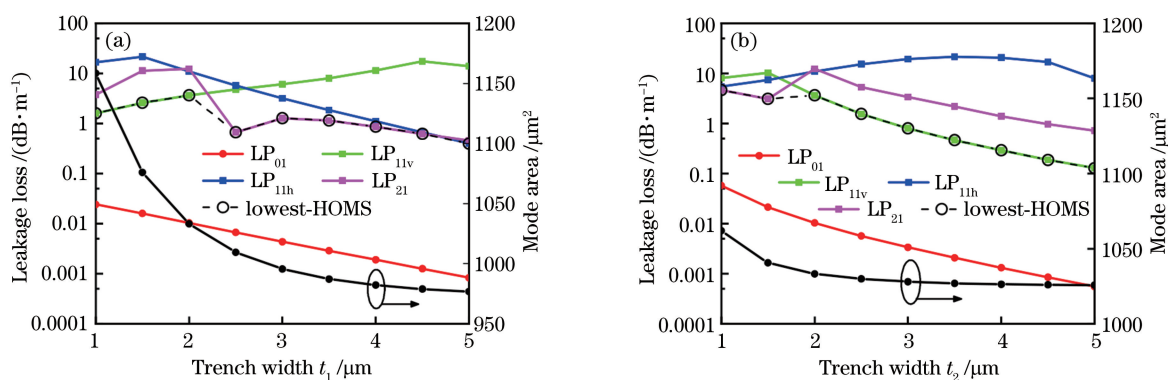 (a)
Leakage loss /(dB·m⁻¹)
100
10
1
0.1
0.01
0.001
0.0001
LP₀₁
LP₁₁ᵥ
LP₁₁ₕ
LP₂₁
lowest-HOMS
1200
1150
1100
1050
1000
950
Mode area /μm²
1 2 3 4 5
Trench width t₁ /μm
(b)
Leakage loss /(dB·m⁻¹)
100
10
1
0.1
0.01
0.001
0.0001
LP₀₁
LP₁₁ᵥ
LP₁₁ₕ
LP₂₁
lowest-HOMS
1200
1150
1100
1050
1000
Mode area /μm²
1 2 3 4 5
Trench width t₂ /μm